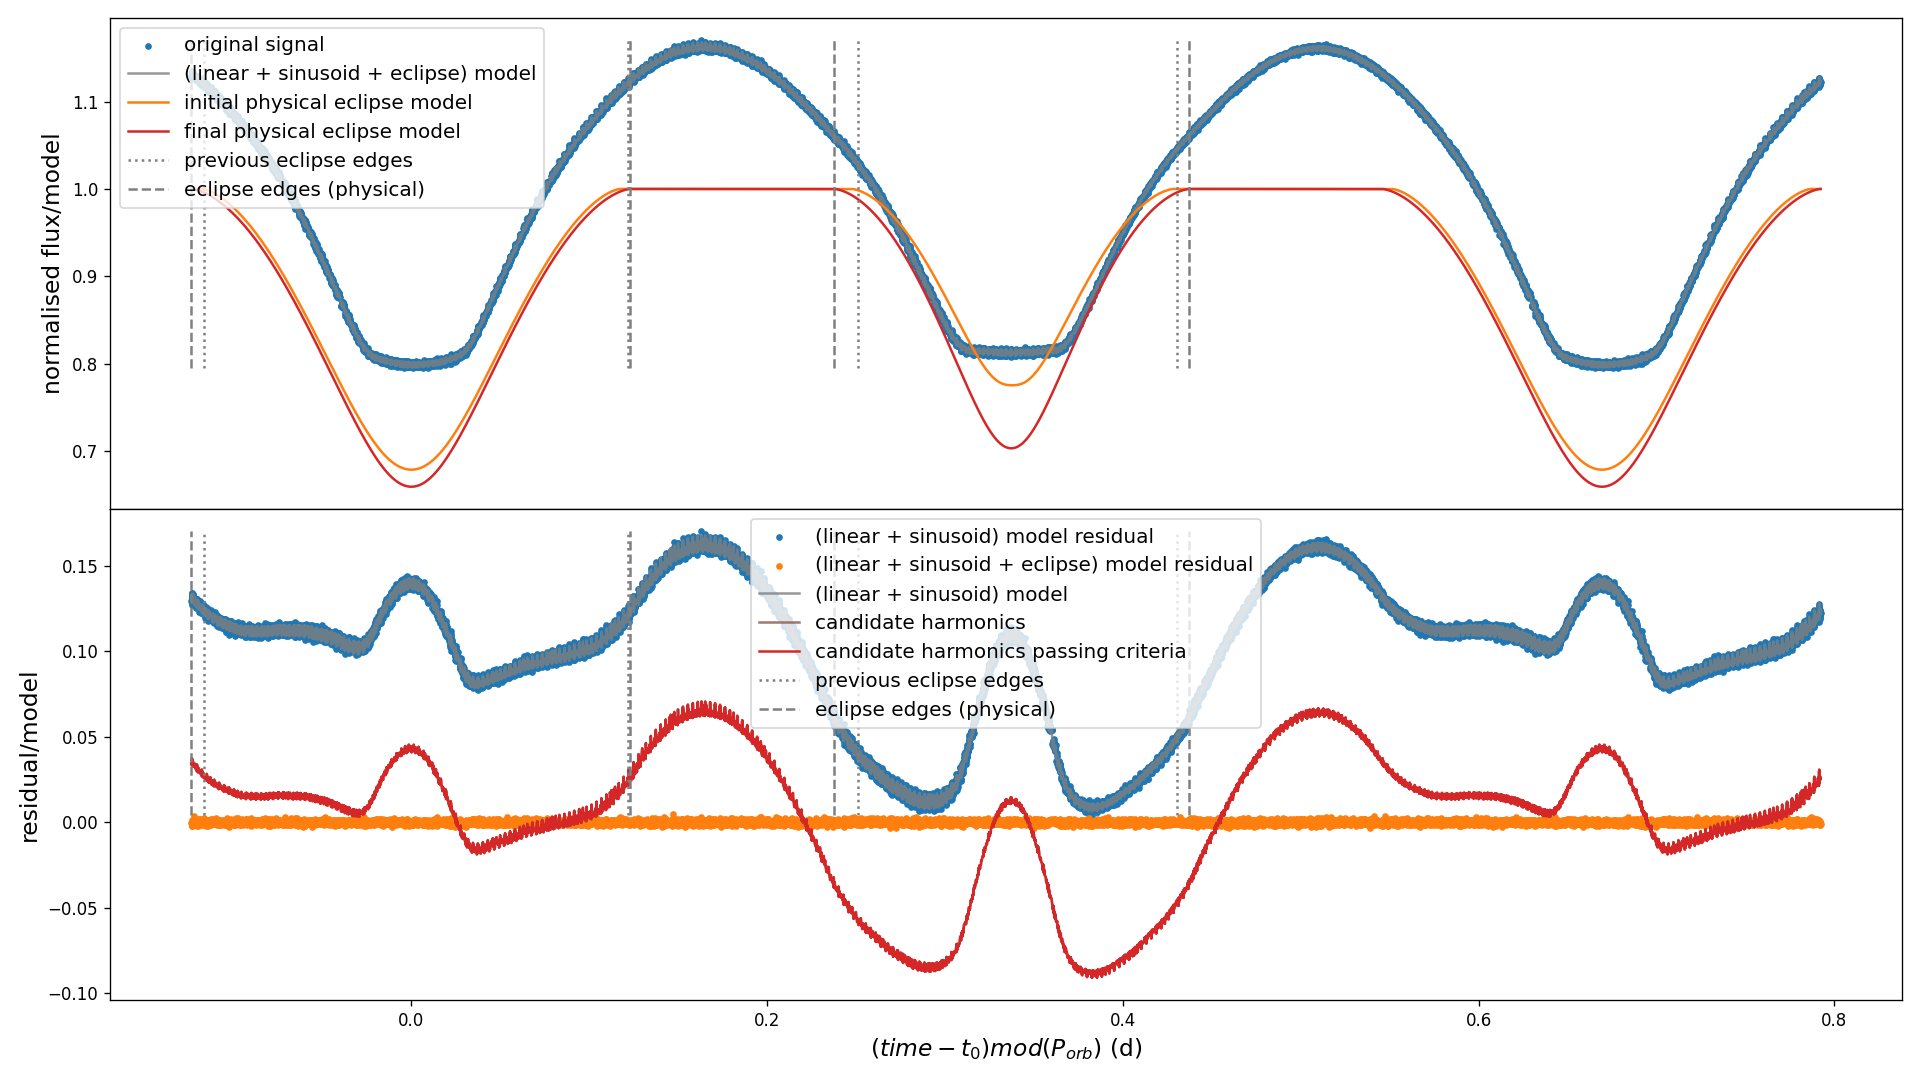 original signal
(linear + sinusoid + eclipse) model
initial physical eclipse model
final physical eclipse model
previous eclipse edges
eclipse edges (physical)
normalised flux/model
1.1
1.0
0.9
0.8
0.7
(linear + sinusoid) model residual
(linear + sinusoid + eclipse) model residual
(linear + sinusoid) model
candidate harmonics
candidate harmonics passing criteria
previous eclipse edges
eclipse edges (physical)
residual/model
0.15
0.10
0.05
0.00
−0.05
−0.10
0.0 0.2 0.4 0.6 0.8
(time − t₀)mod(Pₒᵣb) (d)